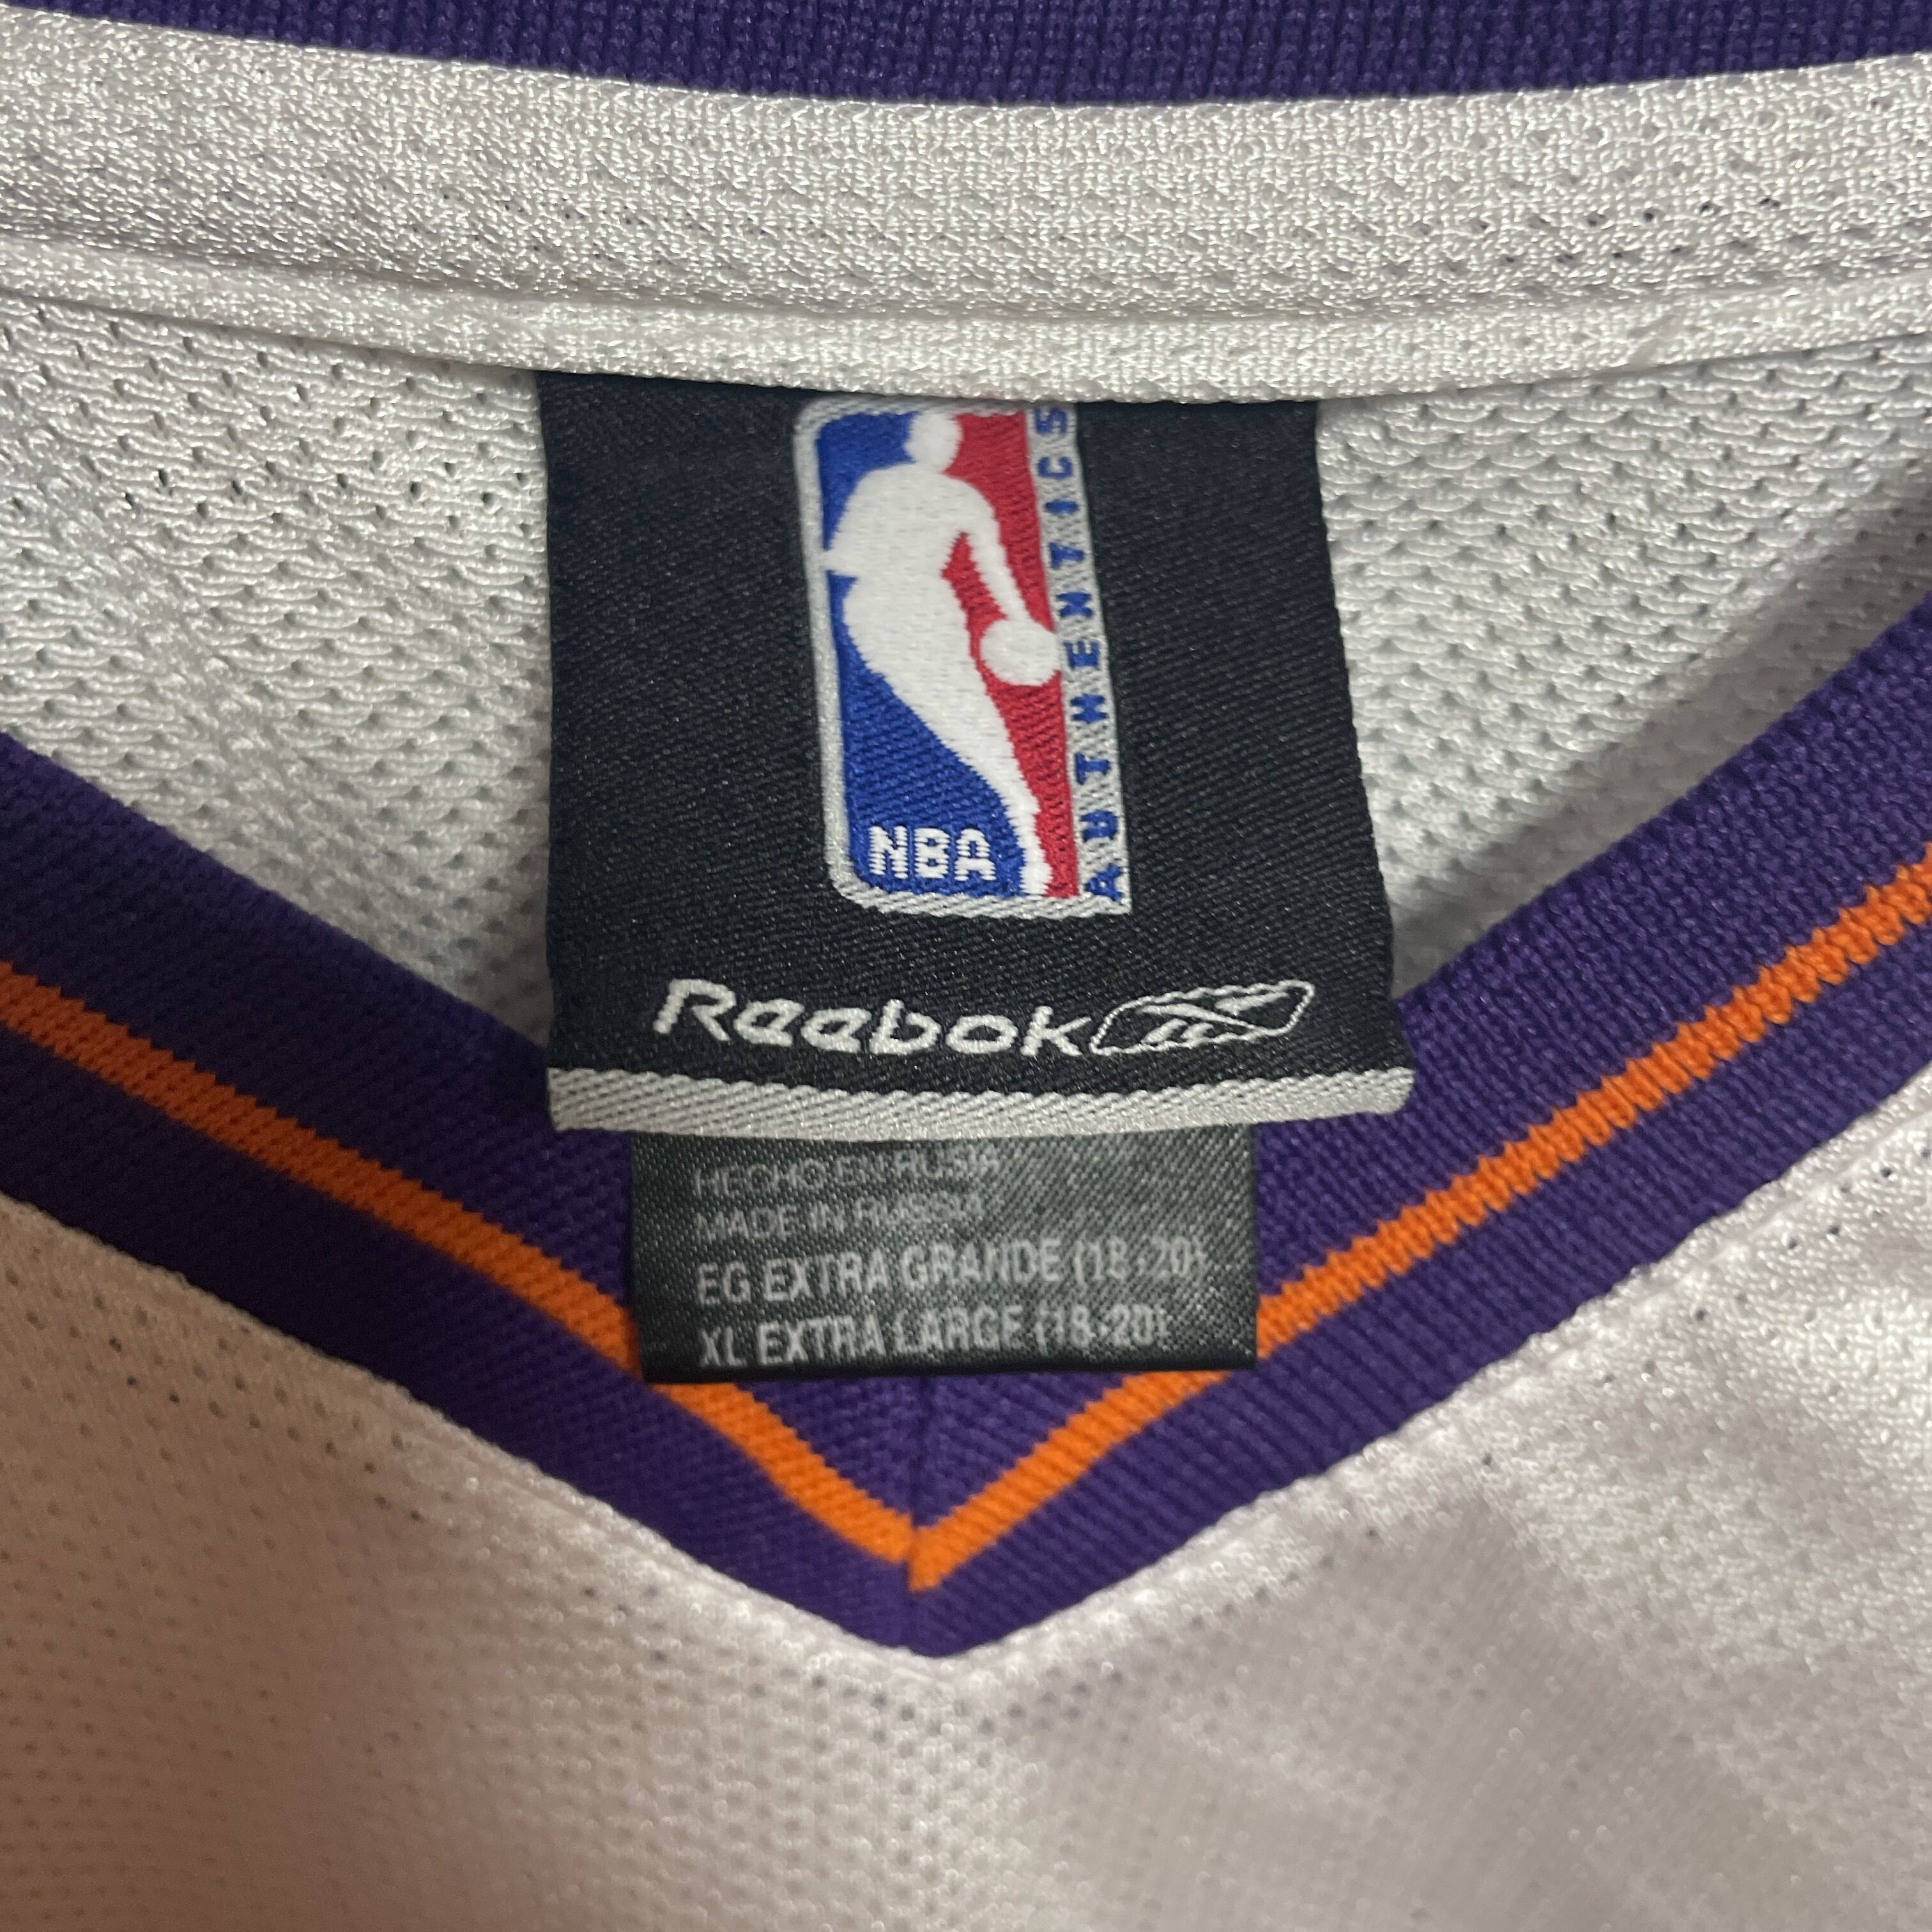 NBA
AUTHENTICS
Reebok
HECHO EN RUSIA
MADE IN RUSSIA
EG EXTRA GRANDE (18-20)
XL EXTRA LARGE (18-20)